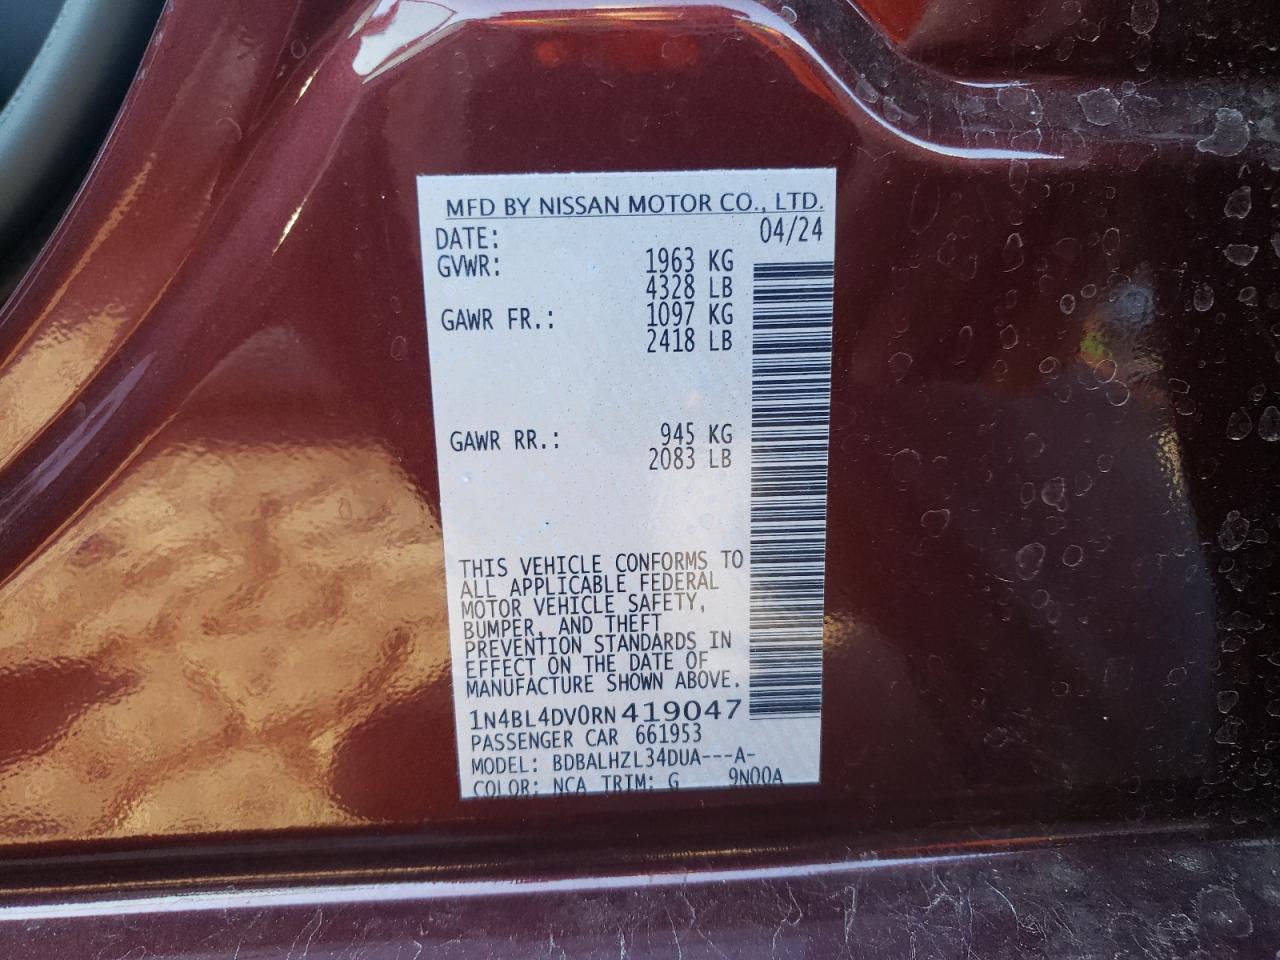 MFD BY NISSAN MOTOR CO., LTD.
DATE: 04/24
GVWR: 1963 KG
4328 LB
GAWR FR.: 1097 KG
2418 LB
GAWR RR.: 945 KG
2083 LB
THIS VEHICLE CONFORMS TO
ALL APPLICABLE FEDERAL
MOTOR VEHICLE SAFETY,
BUMPER, AND THEFT
PREVENTION STANDARDS IN
EFFECT ON THE DATE OF
MANUFACTURE SHOWN ABOVE.
1N4BL4DV0RN419047
PASSENGER CAR 661953
MODEL: BDBALHZL34DUA---A-
COLOR: NCA TRIM: G 9N00A